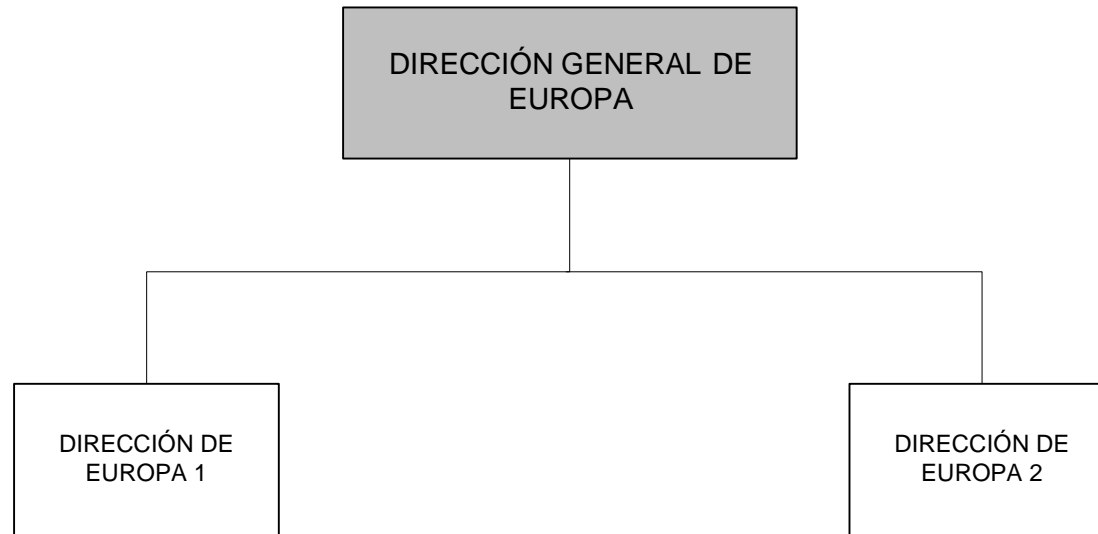 DIRECCIÓN GENERAL DE
EUROPA
DIRECCIÓN DE
EUROPA 1
DIRECCIÓN DE
EUROPA 2